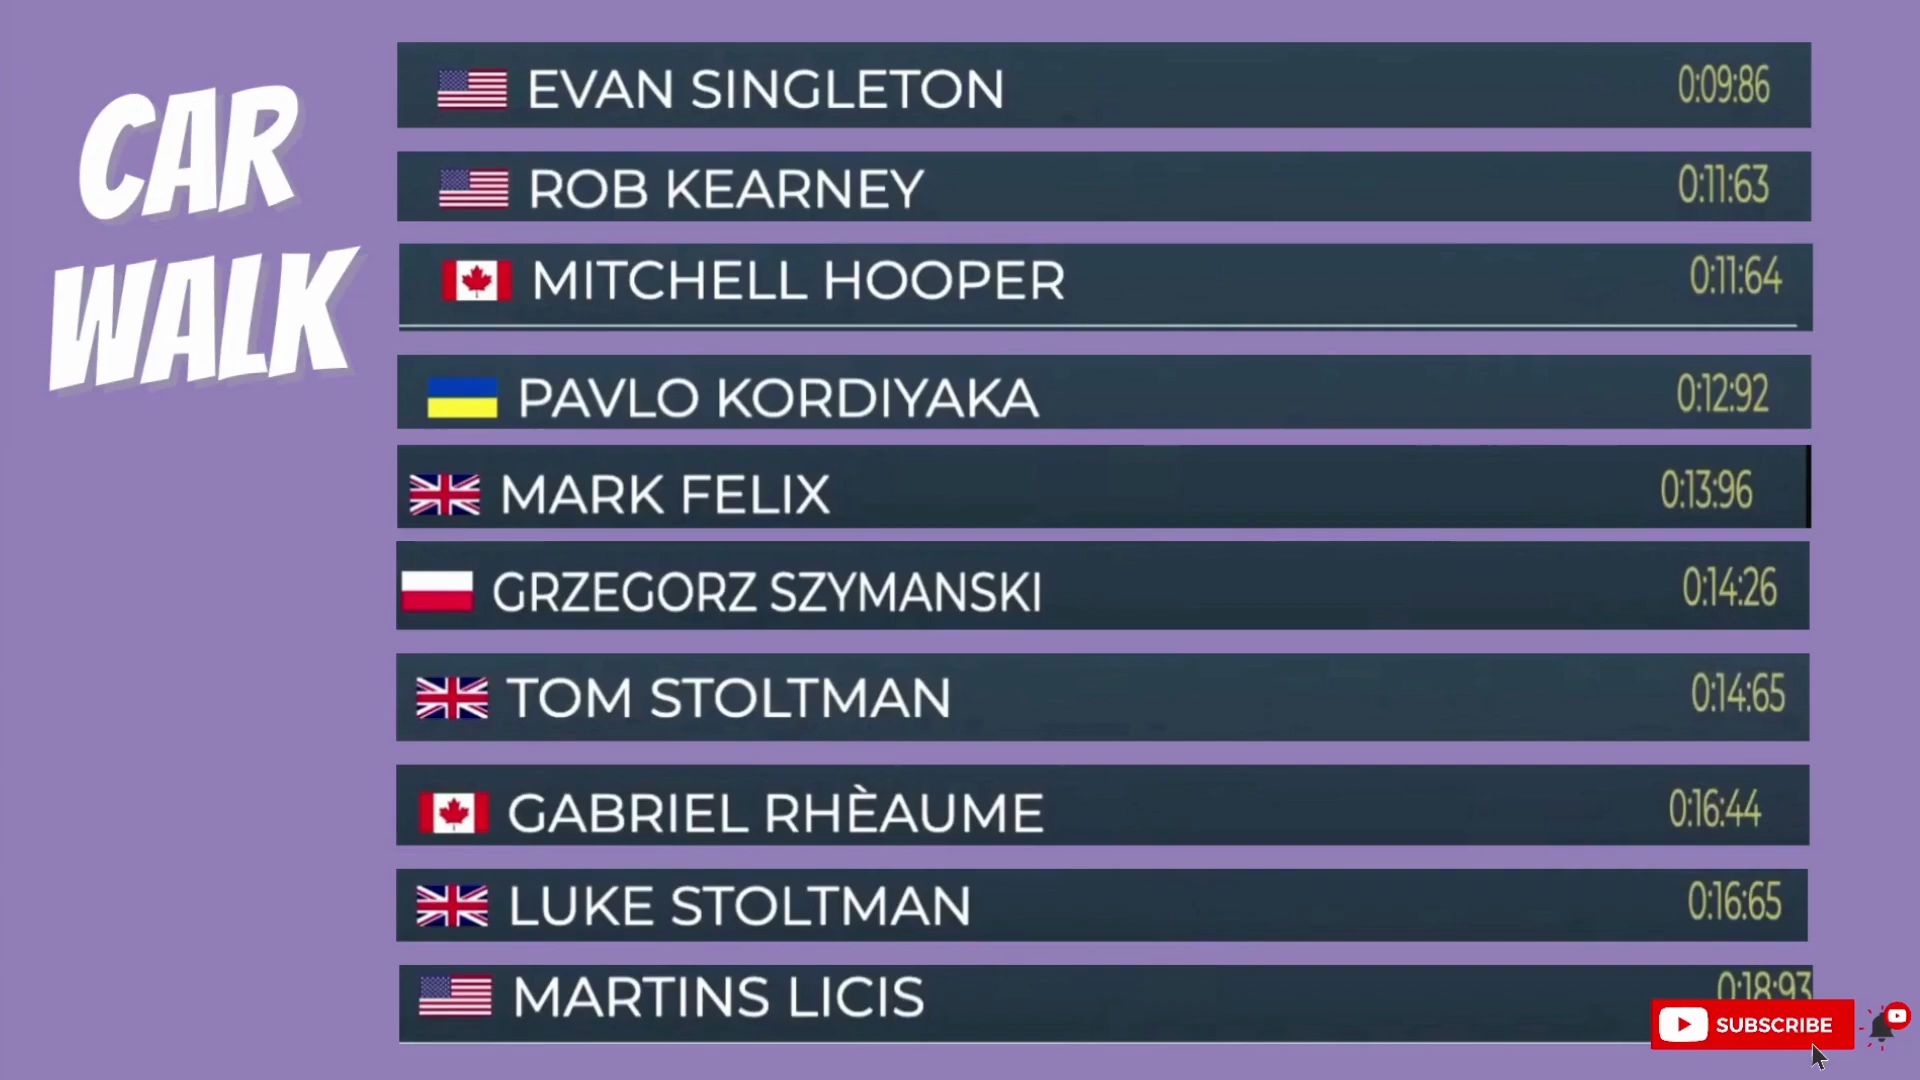 CAR
WALK
EVAN SINGLETON 0:09:86
ROB KEARNEY 0:11:63
MITCHELL HOOPER 0:11:64
PAVLO KORDIYAKA 0:12:92
MARK FELIX 0:13:96
GRZEGORZ SZYMANSKI 0:14:26
TOM STOLTMAN 0:14:65
GABRIEL RHÈAUME 0:16:44
LUKE STOLTMAN 0:16:65
MARTINS LICIS 0:18:93
SUBSCRIBE